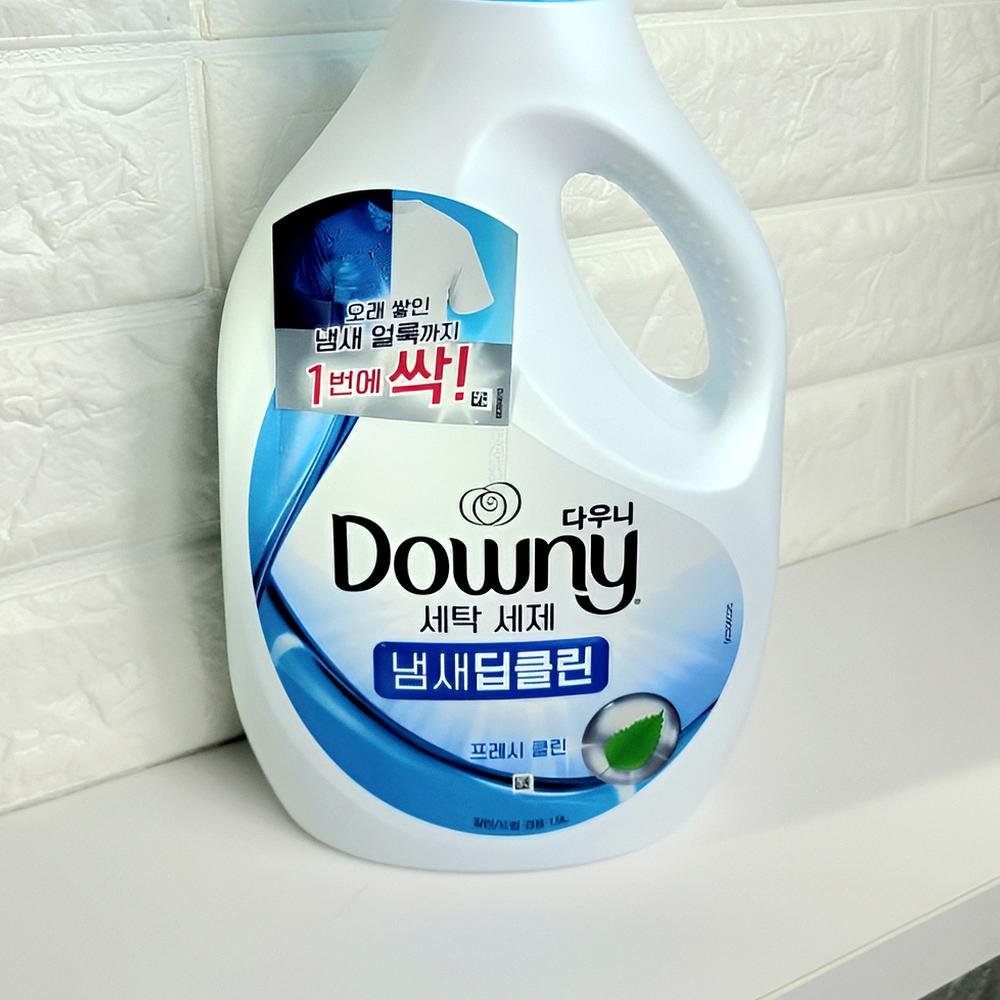 오래 쌓인
냄새 얼룩까지
1번에 싹!
다우니
Downy
세탁 세제
냄새딥클린
프레시 클린